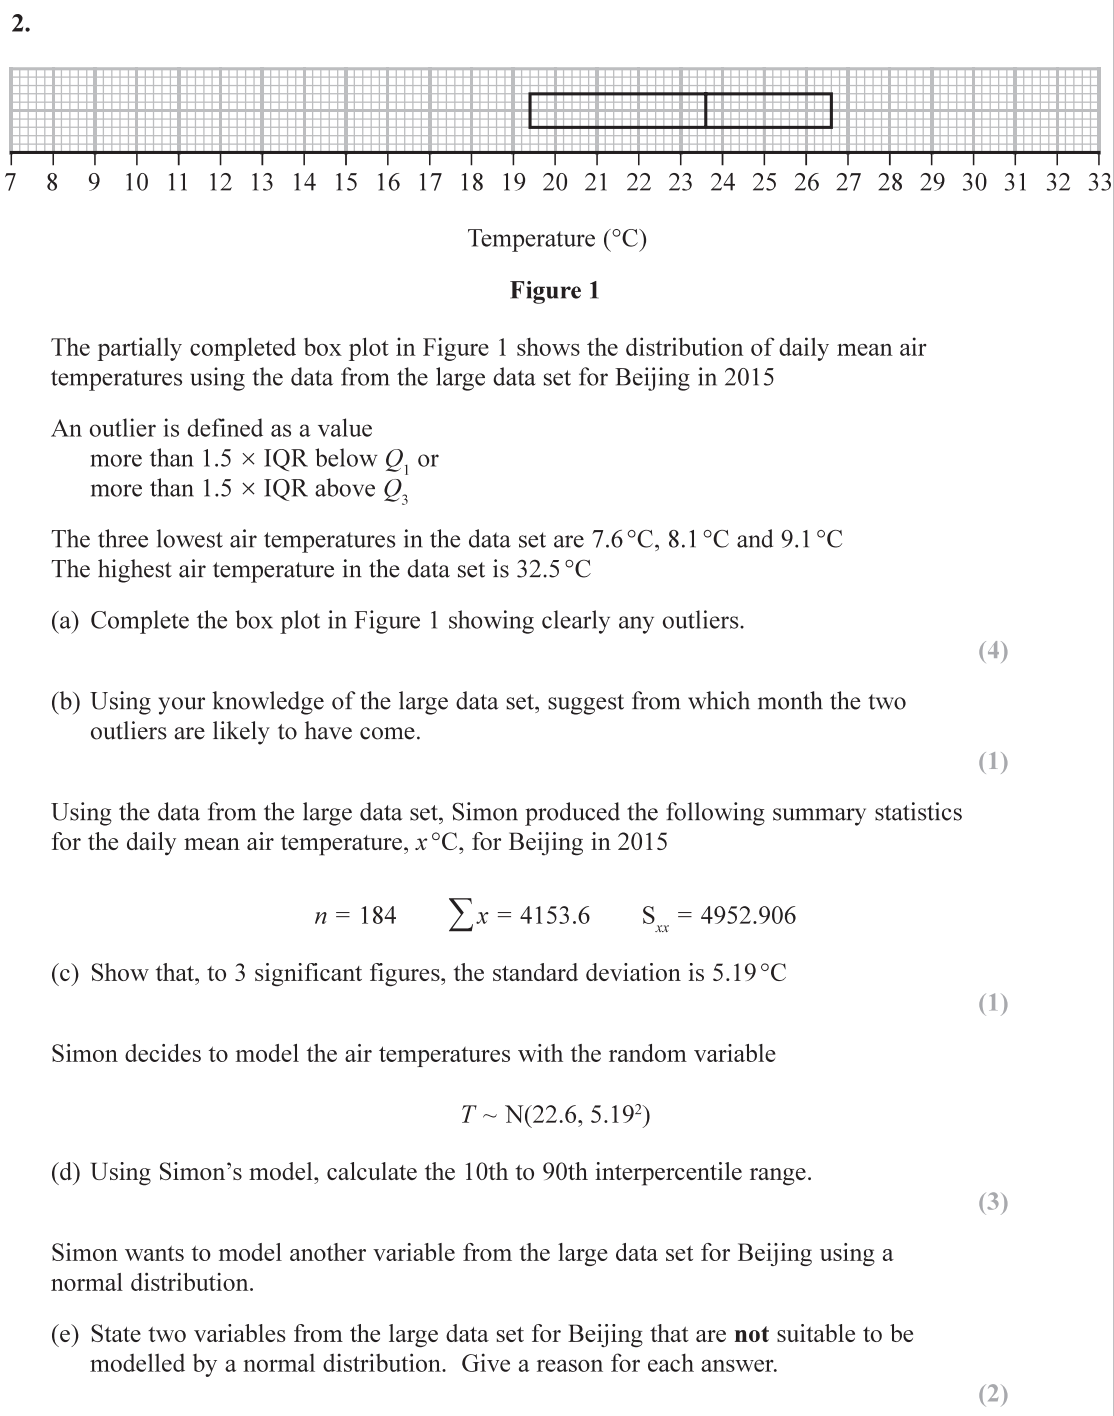 2.
7 8 9 10 11 12 13 14 15 16 17 18 19 20 21 22 23 24 25 26 27 28 29 30 31 32 33
Temperature (°C)
Figure 1
The partially completed box plot in Figure 1 shows the distribution of daily mean air
temperatures using the data from the large data set for Beijing in 2015
An outlier is defined as a value
more than 1.5 × IQR below Q₁ or
more than 1.5 × IQR above Q₃
The three lowest air temperatures in the data set are 7.6 °C, 8.1 °C and 9.1 °C
The highest air temperature in the data set is 32.5 °C
(a) Complete the box plot in Figure 1 showing clearly any outliers.
(4)
(b) Using your knowledge of the large data set, suggest from which month the two
outliers are likely to have come.
(1)
Using the data from the large data set, Simon produced the following summary statistics
for the daily mean air temperature, x °C, for Beijing in 2015
n = 184 ∑x = 4153.6 Sₓₓ = 4952.906
(c) Show that, to 3 significant figures, the standard deviation is 5.19 °C
(1)
Simon decides to model the air temperatures with the random variable
T ~ N(22.6, 5.19²)
(d) Using Simon’s model, calculate the 10th to 90th interpercentile range.
(3)
Simon wants to model another variable from the large data set for Beijing using a
normal distribution.
(e) State two variables from the large data set for Beijing that are not suitable to be
modelled by a normal distribution. Give a reason for each answer.
(2)